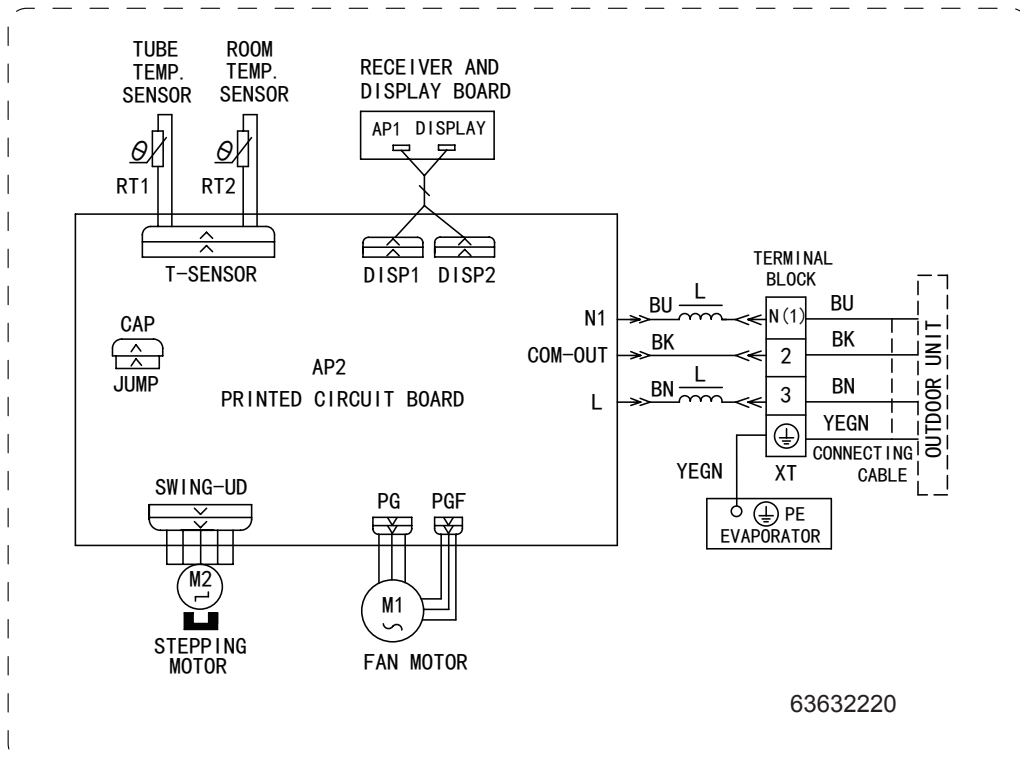 TUBE
TEMP.
SENSOR
ROOM
TEMP.
SENSOR
RECEIVER AND
DISPLAY BOARD
AP1 DISPLAY
θ
RT1
θ
RT2
T-SENSOR
DISP1
DISP2
CAP
JUMP
AP2
PRINTED CIRCUIT BOARD
N1
COM-OUT
L
BU
L
BK
BN
L
TERMINAL
BLOCK
N(1)
2
3
XT
BU
BK
BN
YEGN
CONNECTING
CABLE
OUTDOOR UNIT
YEGN
PE
EVAPORATOR
SWING-UD
M2
STEPPING
MOTOR
PG
PGF
M1
FAN MOTOR
63632220